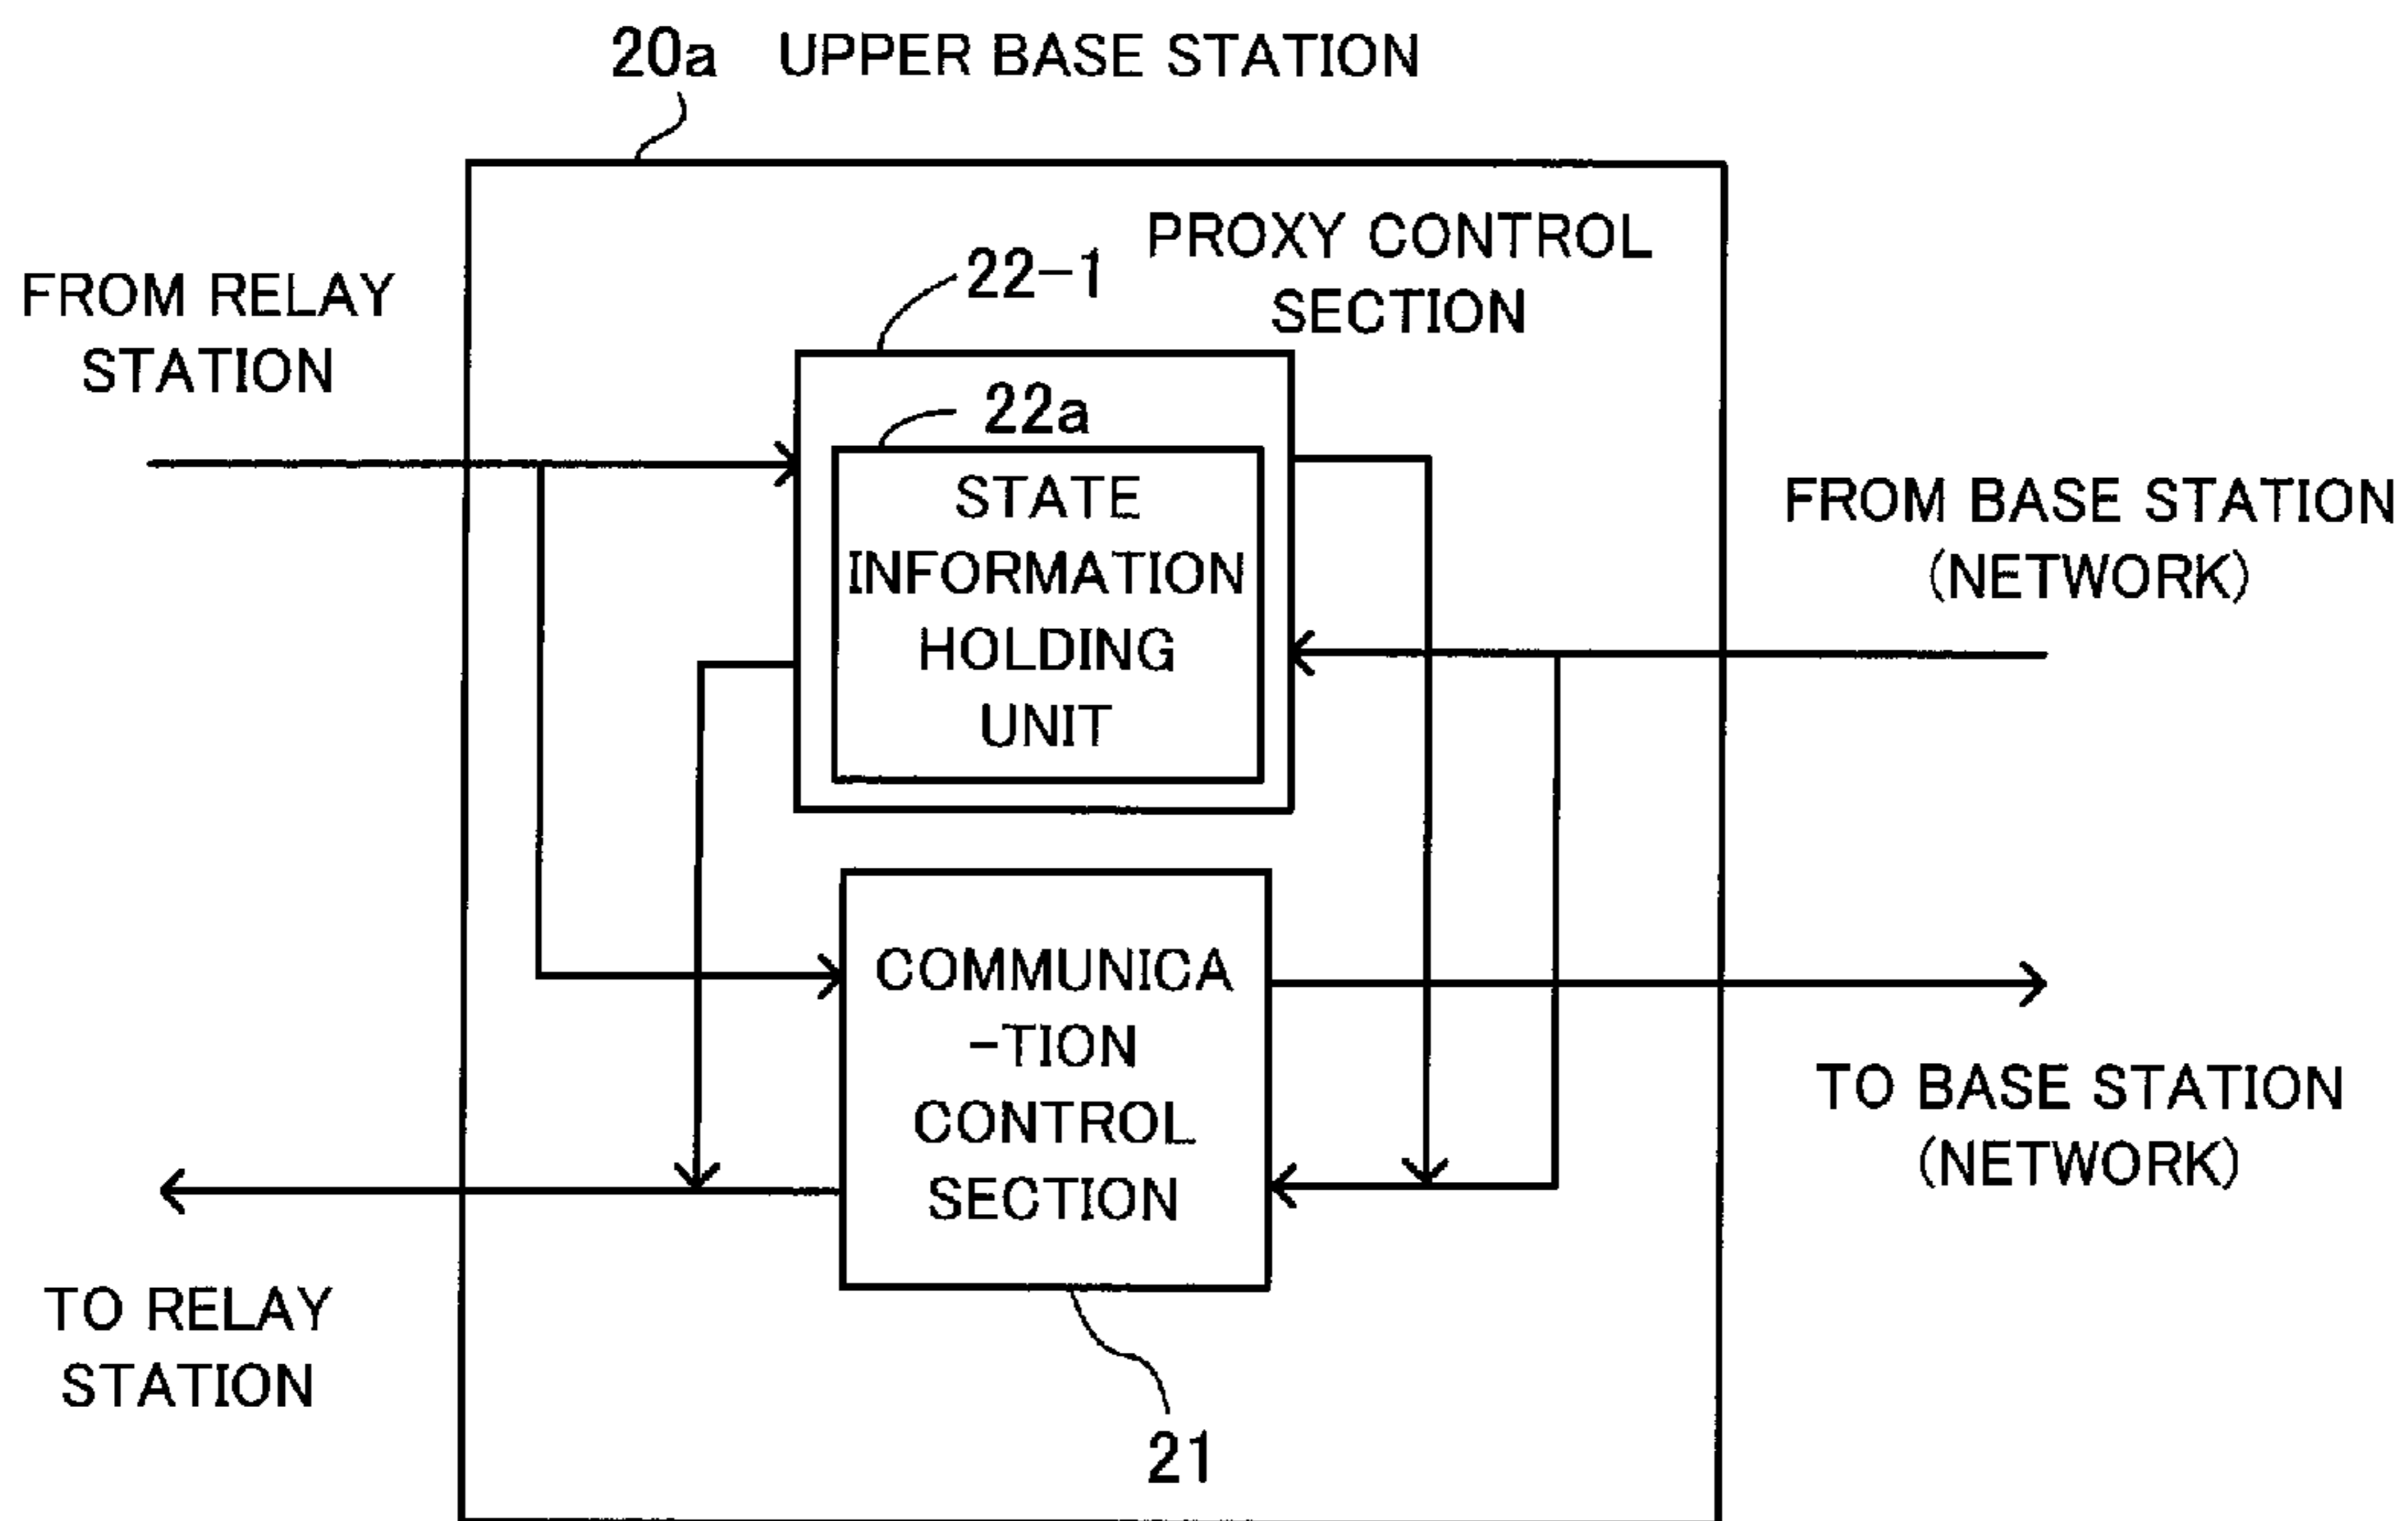 20a UPPER BASE STATION
PROXY CONTROL
SECTION
22-1
FROM RELAY
STATION
22a
STATE
INFORMATION
HOLDING
UNIT
FROM BASE STATION
(NETWORK)
COMMUNICA
-TION
CONTROL
SECTION
TO BASE STATION
(NETWORK)
TO RELAY
STATION
21